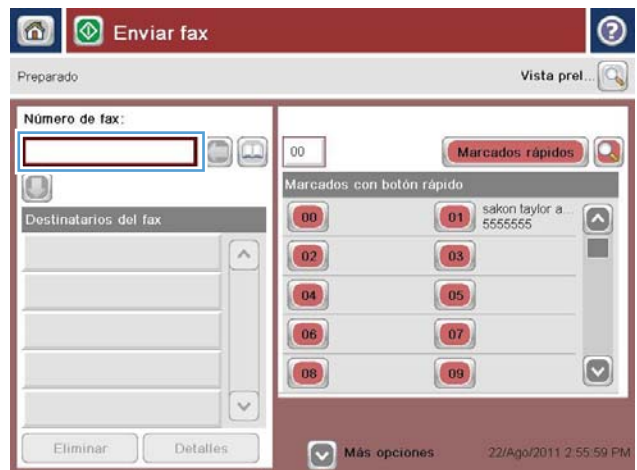 Enviar fax
?
Preparado
Vista prel...
Número de fax:
00
Marcados rápidos
Marcados con botón rápido
00
01
sakon taylor a...
5555555
Destinatarios del fax
02
03
04
05
06
07
08
09
Eliminar
Detalles
Más opciones
22/Ago/2011 2:55:59 PM